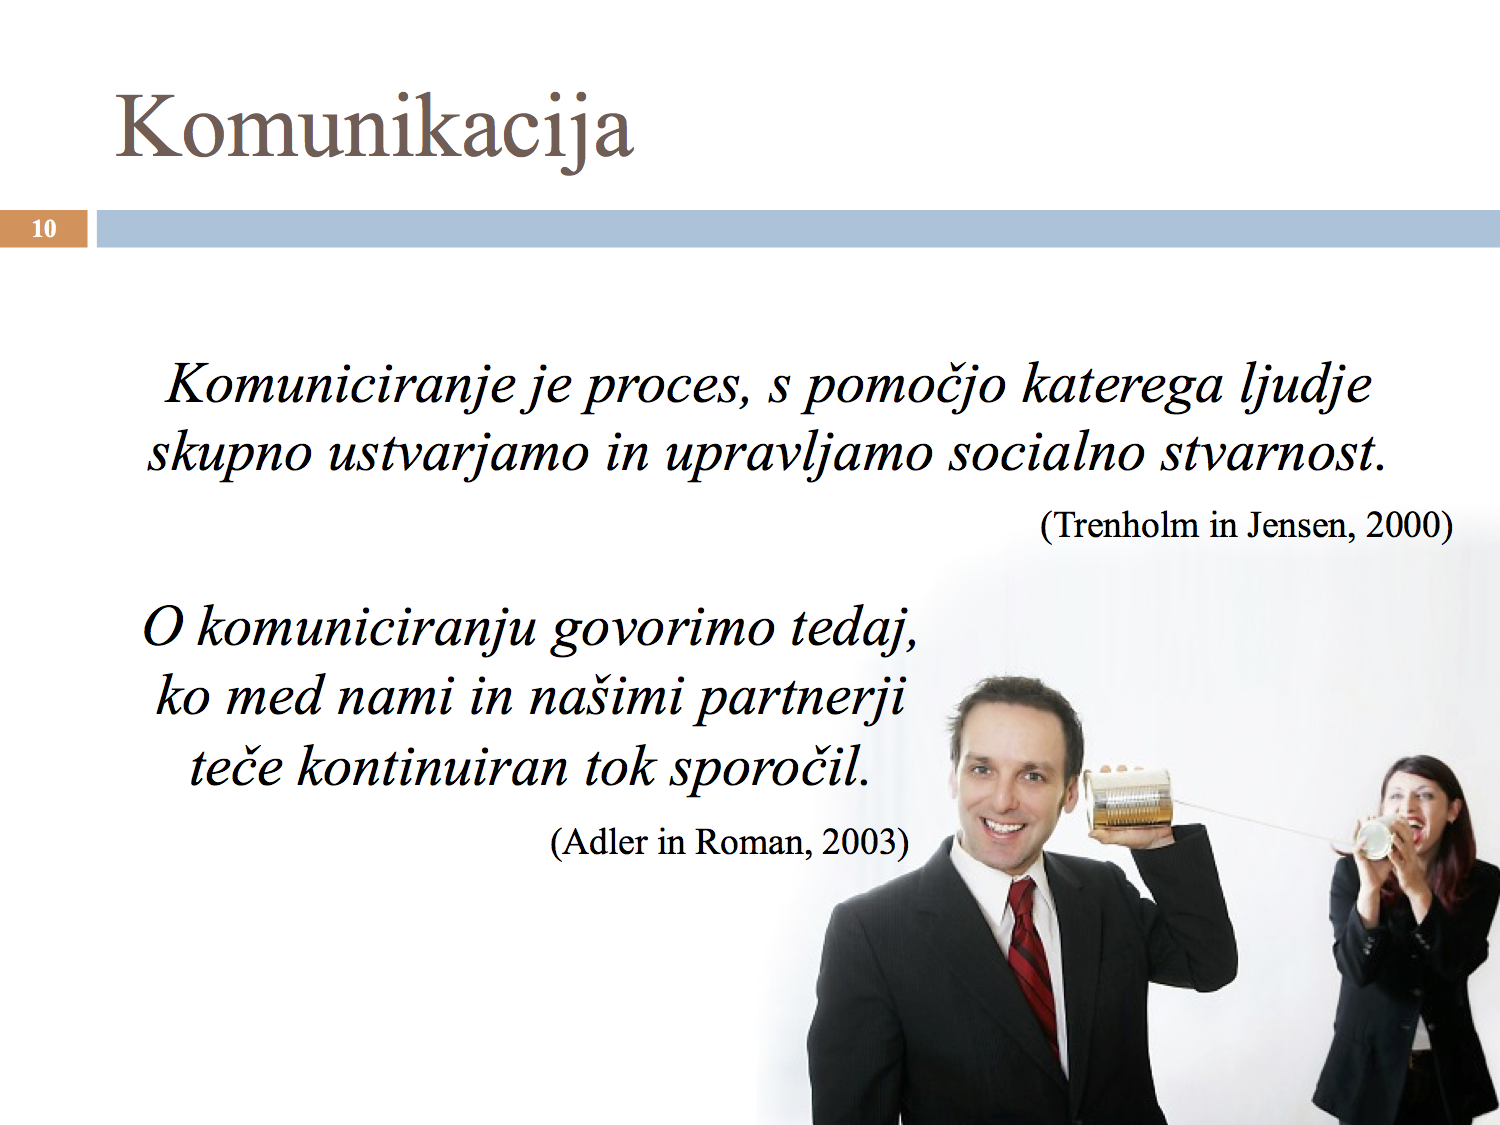 Komunikacija
10
Komuniciranje je proces, s pomočjo katerega ljudje
skupno ustvarjamo in upravljamo socialno stvarnost.
(Trenholm in Jensen, 2000)
O komuniciranju govorimo tedaj,
ko med nami in našimi partnerji
teče kontinuiran tok sporočil.
(Adler in Roman, 2003)